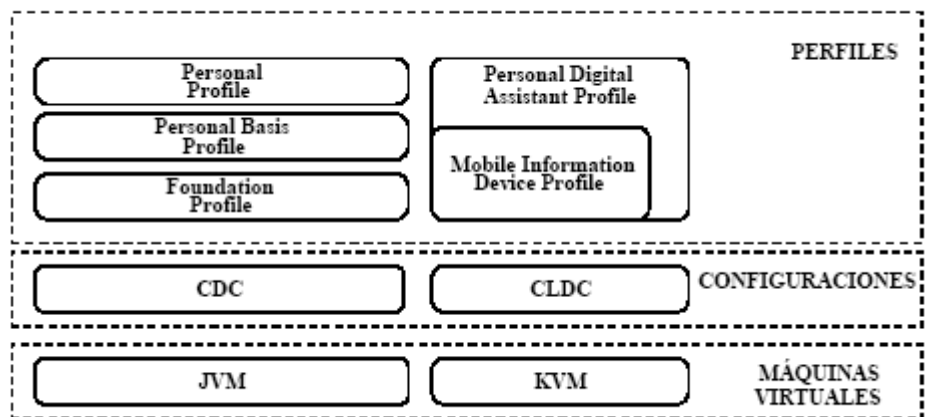 PERFILES
Personal
Profile
Personal Digital
Assistant Profile
Personal Basis
Profile
Mobile Information
Device Profile
Foundation
Profile
CDC
CLDC
CONFIGURACIONES
JVM
KVM
MÁQUINAS
VIRTUALES